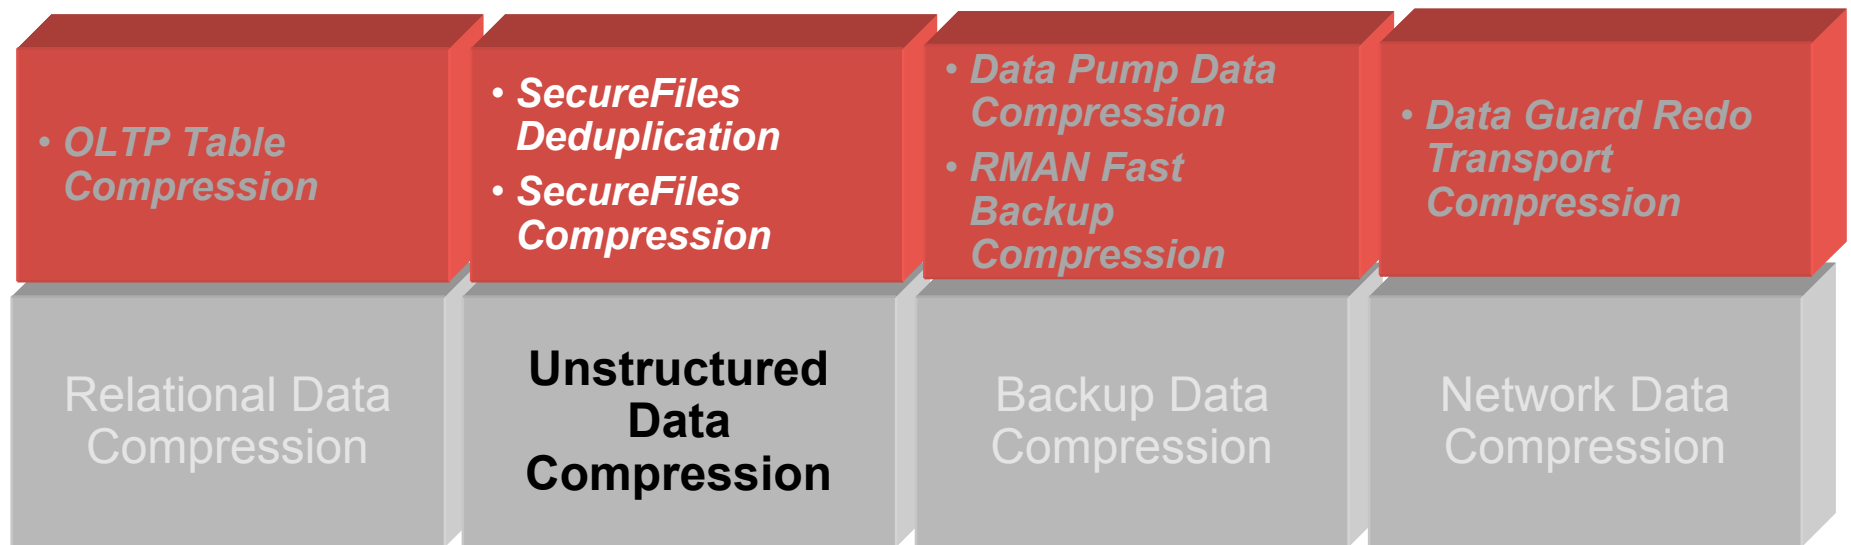 • OLTP Table
Compression
• SecureFiles
Deduplication
• SecureFiles
Compression
• Data Pump Data
Compression
• RMAN Fast
Backup
Compression
• Data Guard Redo
Transport
Compression
Relational Data
Compression
Unstructured
Data
Compression
Backup Data
Compression
Network Data
Compression